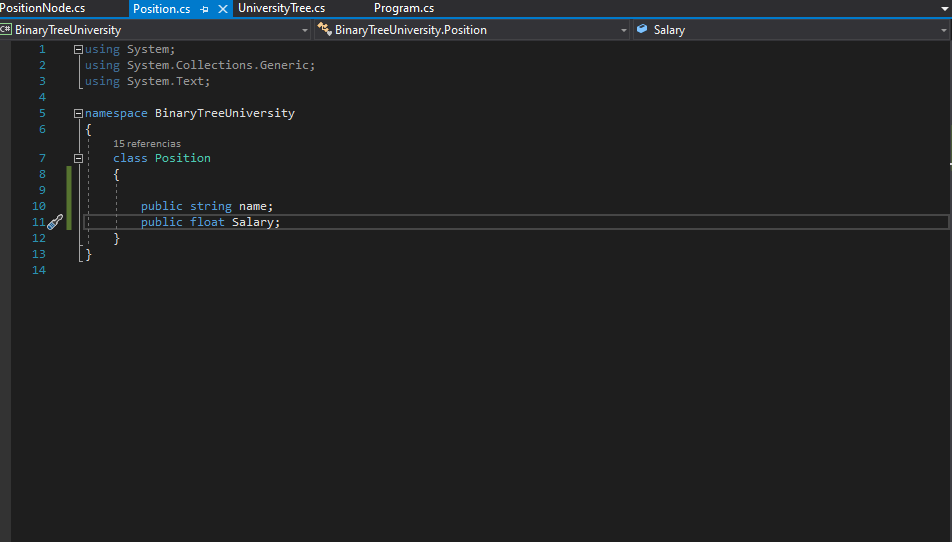 PositionNode.cs Position.cs UniversityTree.cs Program.cs
C# BinaryTreeUniversity BinaryTreeUniversity.Position Salary
1 using System;
2 using System.Collections.Generic;
3 using System.Text;
4
5 namespace BinaryTreeUniversity
6 {
15 referencias
7 class Position
8 {
9
10 public string name;
11 public float Salary;
12 }
13 }
14